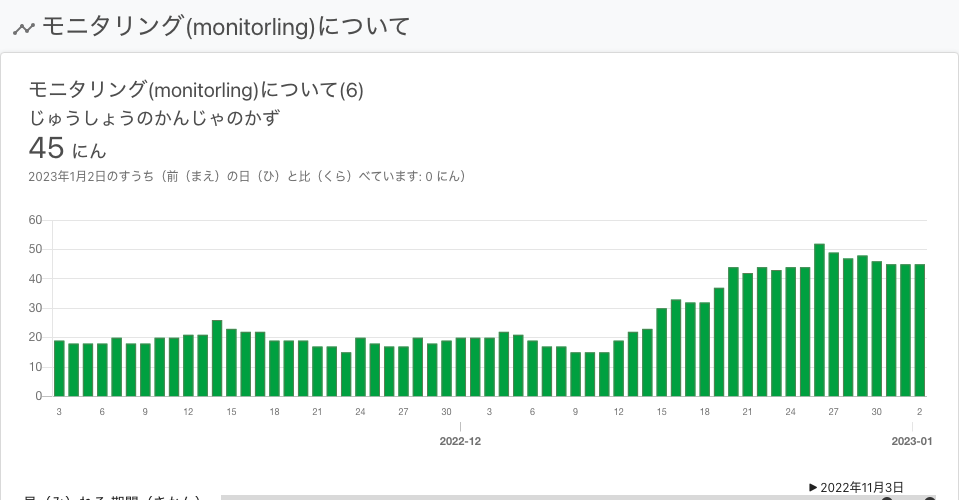 モニタリング(monitorling)について
モニタリング(monitorling)について(6)
じゅうしょうのかんじゃのかず
45 にん
2023年1月2日のすうち（前（まえ）の日（ひ）と比（くら）べています: 0 にん）
60
50
40
30
20
10
0
3 6 9 12 15 18 21 24 27 30 3 6 9 12 15 18 21 24 27 30 2
2022-12 2023-01
▶ 2022年11月3日